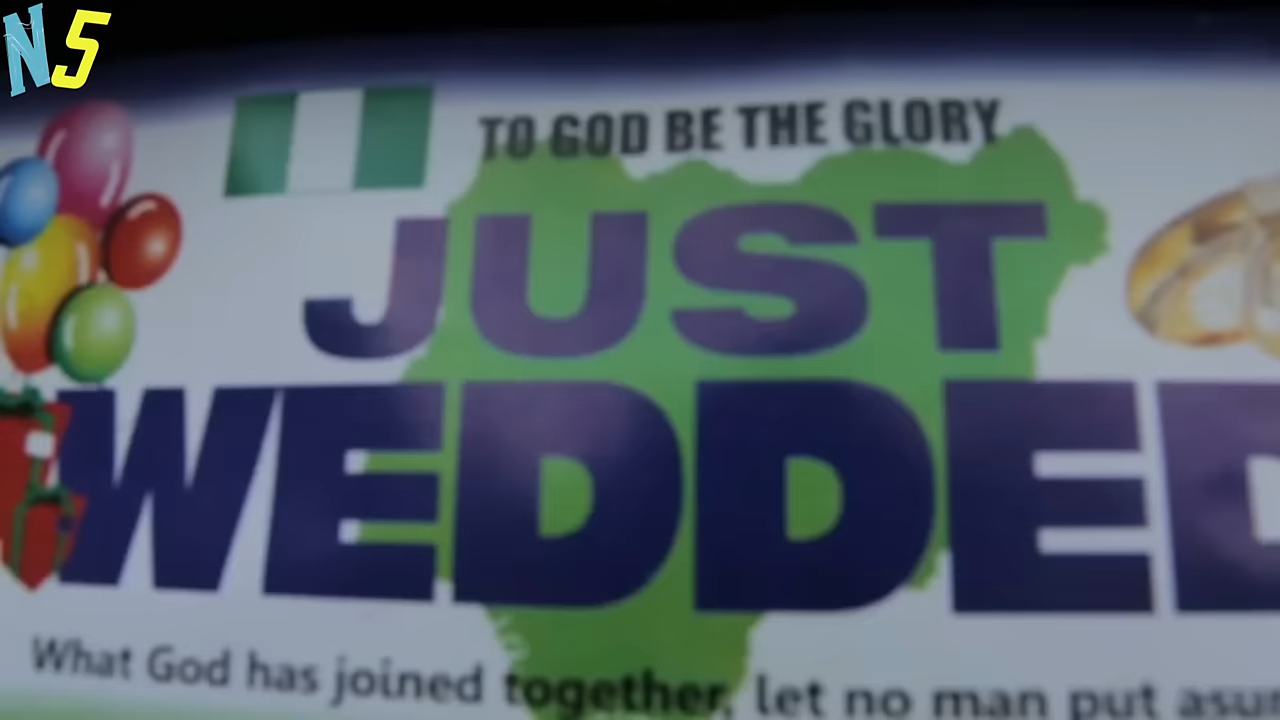 N5
TO GOD BE THE GLORY
JUST
WEDDED
What God has joined together, let no man put